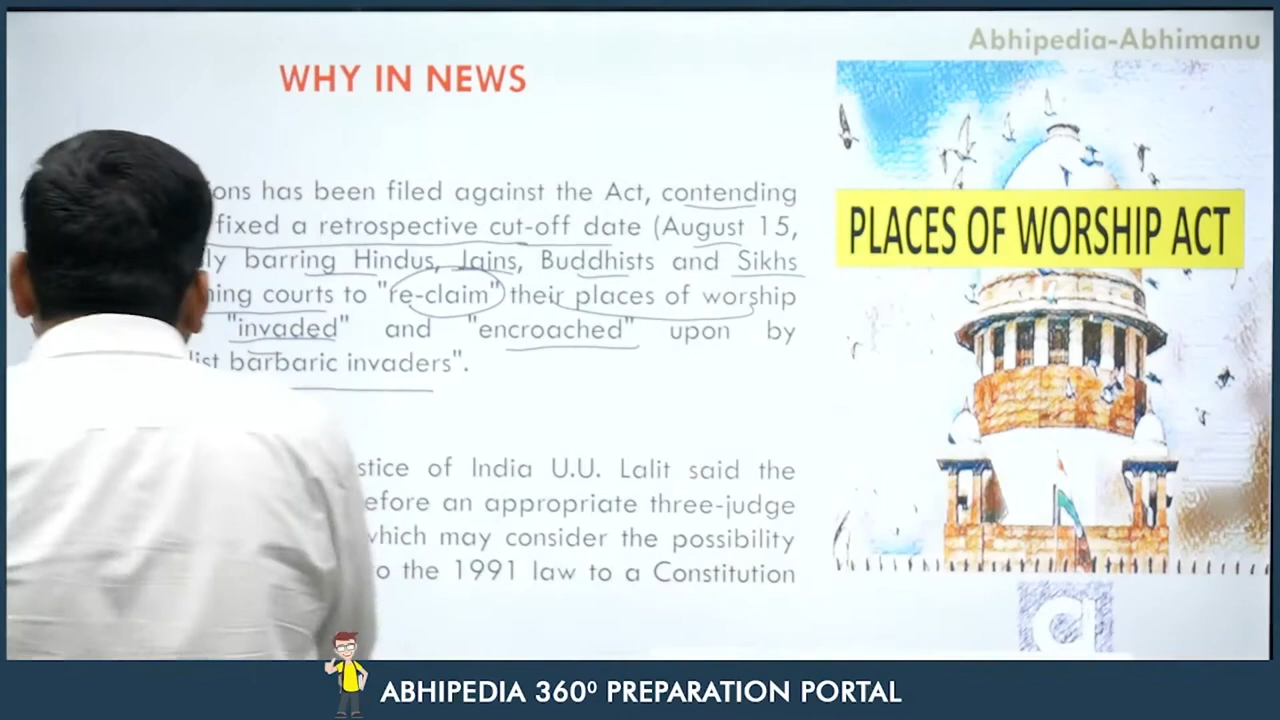 Abhipedia-Abhimanu
WHY IN NEWS
ons has been filed against the Act, contending
fixed a retrospective cut-off date (August 15,
ly barring Hindus, Jains, Buddhists and Sikhs
ing courts to "re-claim" their places of worship
"invaded" and "encroached" upon by
ist barbaric invaders".
stice of India U.U. Lalit said the
efore an appropriate three-judge
which may consider the possibility
o the 1991 law to a Constitution
PLACES OF WORSHIP ACT
ABHIPEDIA 360⁰ PREPARATION PORTAL